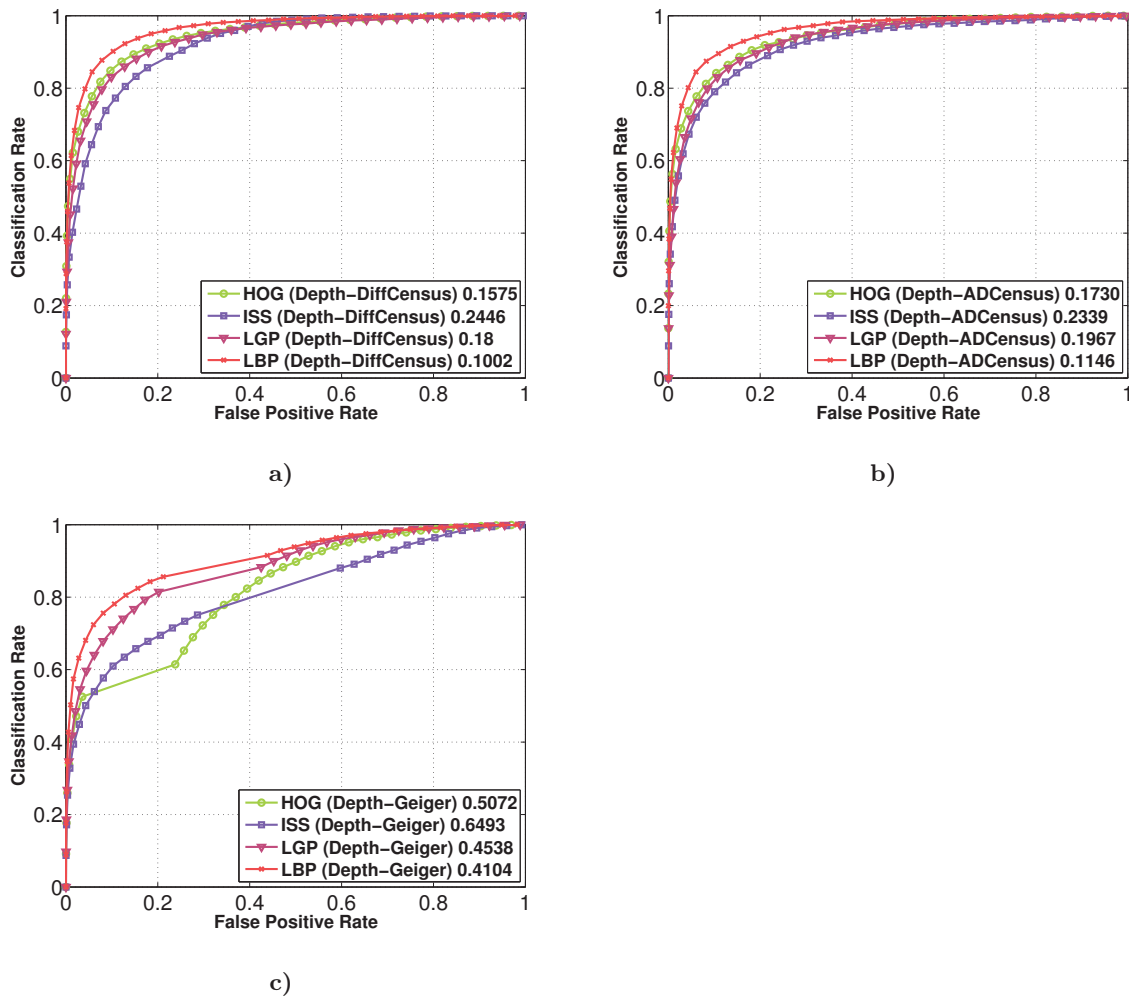 1
0.8
0.6
0.4
0.2
0
Classification Rate
HOG (Depth−DiffCensus) 0.1575
ISS (Depth−DiffCensus) 0.2446
LGP (Depth−DiffCensus) 0.18
LBP (Depth−DiffCensus) 0.1002
0 0.2 0.4 0.6 0.8 1
False Positive Rate
a)
1
0.8
0.6
0.4
0.2
0
Classification Rate
HOG (Depth−ADCensus) 0.1730
ISS (Depth−ADCensus) 0.2339
LGP (Depth−ADCensus) 0.1967
LBP (Depth−ADCensus) 0.1146
0 0.2 0.4 0.6 0.8 1
False Positive Rate
b)
1
0.8
0.6
0.4
0.2
0
Classification Rate
HOG (Depth−Geiger) 0.5072
ISS (Depth−Geiger) 0.6493
LGP (Depth−Geiger) 0.4538
LBP (Depth−Geiger) 0.4104
0 0.2 0.4 0.6 0.8 1
False Positive Rate
c)